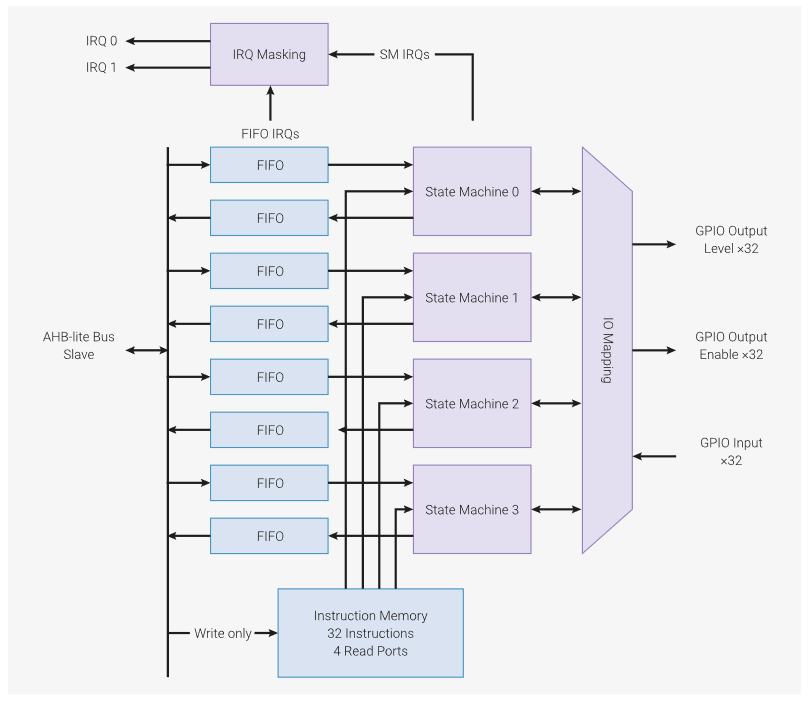 IRQ 0
IRQ 1
IRQ Masking
SM IRQs
FIFO IRQs
FIFO
FIFO
FIFO
FIFO
FIFO
FIFO
FIFO
FIFO
State Machine 0
State Machine 1
State Machine 2
State Machine 3
AHB-lite Bus
Slave
IO Mapping
GPIO Output
Level ×32
GPIO Output
Enable ×32
GPIO Input
×32
Write only
Instruction Memory
32 Instructions
4 Read Ports